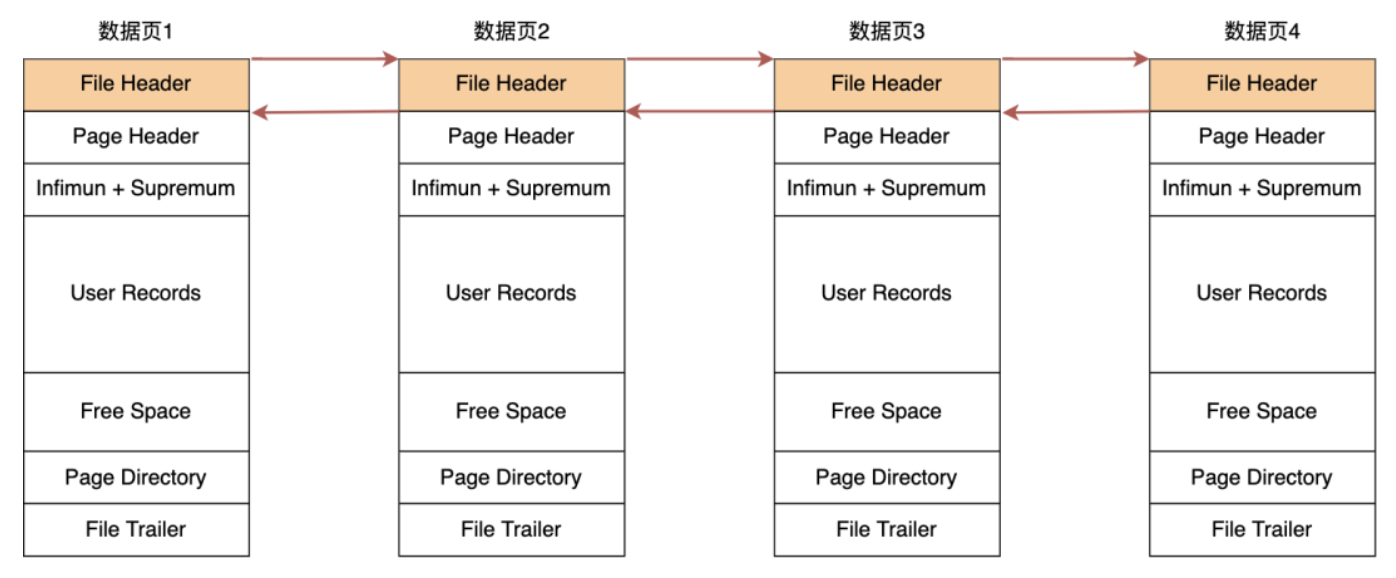 数据页1 数据页2 数据页3 数据页4
File Header File Header File Header File Header
Page Header Page Header Page Header Page Header
Infimun + Supremum Infimun + Supremum Infimun + Supremum Infimun + Supremum
User Records User Records User Records User Records
Free Space Free Space Free Space Free Space
Page Directory Page Directory Page Directory Page Directory
File Trailer File Trailer File Trailer File Trailer